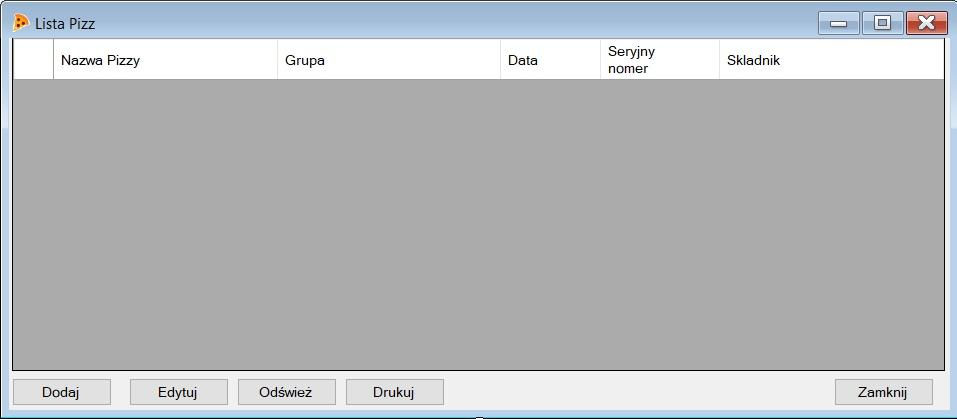 Lista Pizz
Nazwa Pizzy Grupa Data Seryjny nomer Skladnik
Dodaj Edytuj Odśwież Drukuj Zamknij